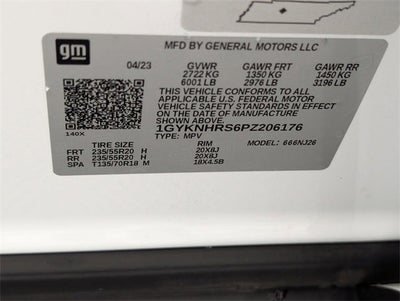 gm
MFD BY GENERAL MOTORS LLC
04/23 GVWR GAWR FRT GAWR RR
2722 KG 1350 KG 1450 KG
6001 LB 2976 LB 3196 LB
THIS VEHICLE CONFORMS TO ALL
APPLICABLE U.S. FEDERAL MOTOR
VEHICLE SAFETY STANDARDS IN EFFECT
ON THE DATE OF MANUFACTURE
SHOWN ABOVE.
1GYKNHRS6PZ206176
140X TYPE: MPV
TIRE SIZE RIM MODEL: 666NJ26
FRT 235/55R20 H 20X8J
RR 235/55R20 H 20X8J
SPA T135/70R18 M 18X4.5B